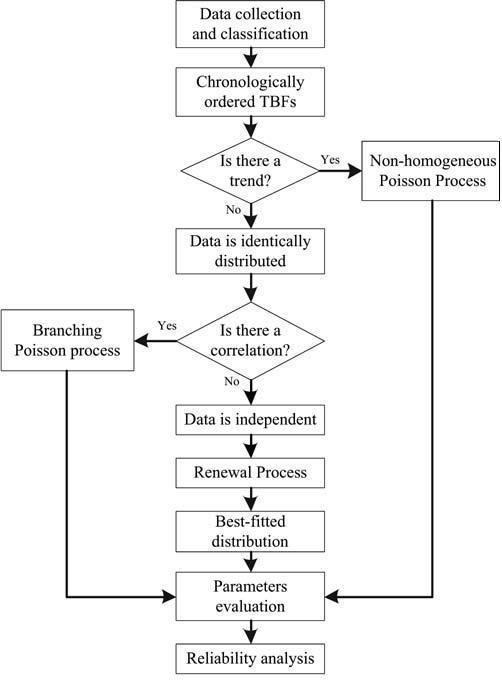 Data collection
and classification
Chronologically
ordered TBFs
Is there a
trend?
Yes
Non-homogeneous
Poisson Process
No
Data is identically
distributed
Is there a
correlation?
Yes
Branching
Poisson process
No
Data is independent
Renewal Process
Best-fitted
distribution
Parameters
evaluation
Reliability analysis